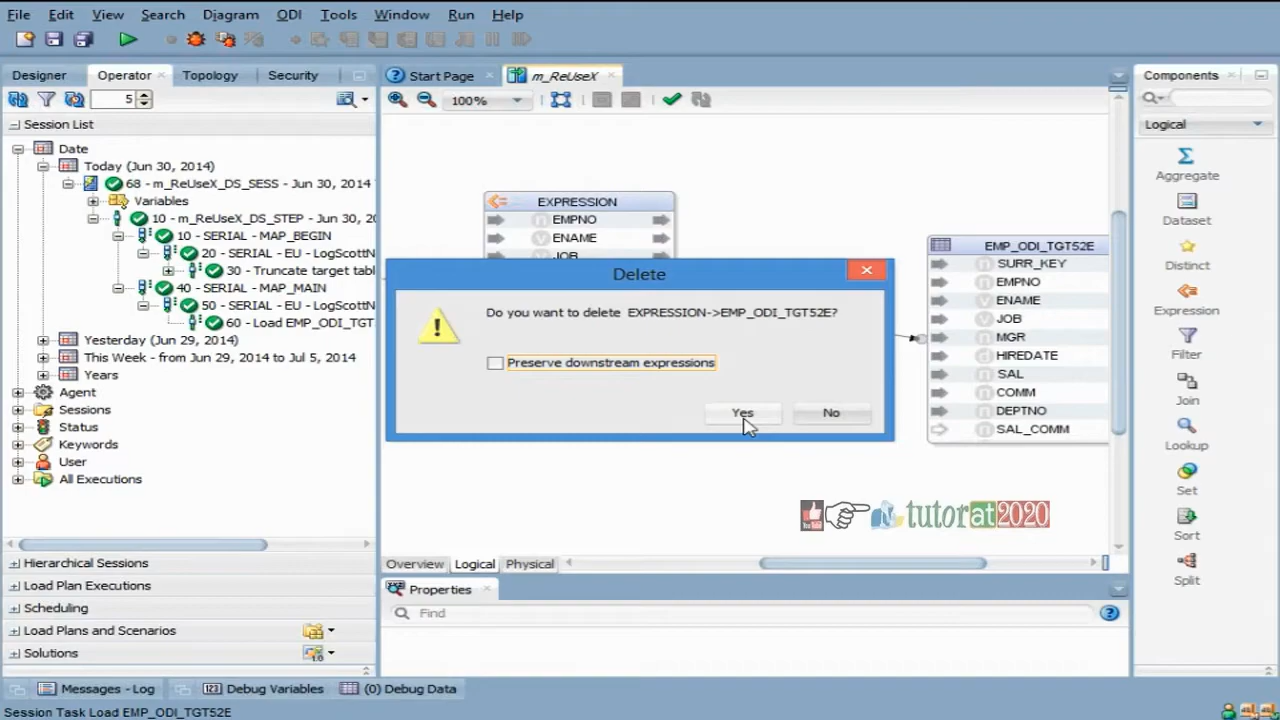 File Edit View Search Diagram ODI Tools Window Run Help
Designer Operator Topology Security
Start Page m_ReUseX
Components
5
100%
Session List
Logical
Date
Today (Jun 30, 2014)
68 - m_ReUseX_DS_SESS - Jun 30, 2014
Variables
10 - m_ReUseX_DS_STEP - Jun 30, 20
10 - SERIAL - MAP_BEGIN
20 - SERIAL - EU - LogScottN
30 - Truncate target tabl
40 - SERIAL - MAP_MAIN
50 - SERIAL - EU - LogScottN
60 - Load EMP_ODI_TGT
Yesterday (Jun 29, 2014)
This Week - from Jun 29, 2014 to Jul 5, 2014
Years
Agent
Sessions
Status
Keywords
User
All Executions
Hierarchical Sessions
Load Plan Executions
Scheduling
Load Plans and Scenarios
Solutions
EXPRESSION
EMPNO
ENAME
JOB
Delete
Do you want to delete EXPRESSION->EMP_ODI_TGT52E?
Preserve downstream expressions
Yes No
EMP_ODI_TGT52E
SURR_KEY
EMPNO
ENAME
JOB
MGR
HIREDATE
SAL
COMM
DEPTNO
SAL_COMM
tutorat2020
Overview Logical Physical
Properties
Find
Aggregate
Dataset
Distinct
Expression
Filter
Join
Lookup
Set
Sort
Split
Messages - Log Debug Variables (0) Debug Data
Session Task Load EMP_ODI_TGT52E